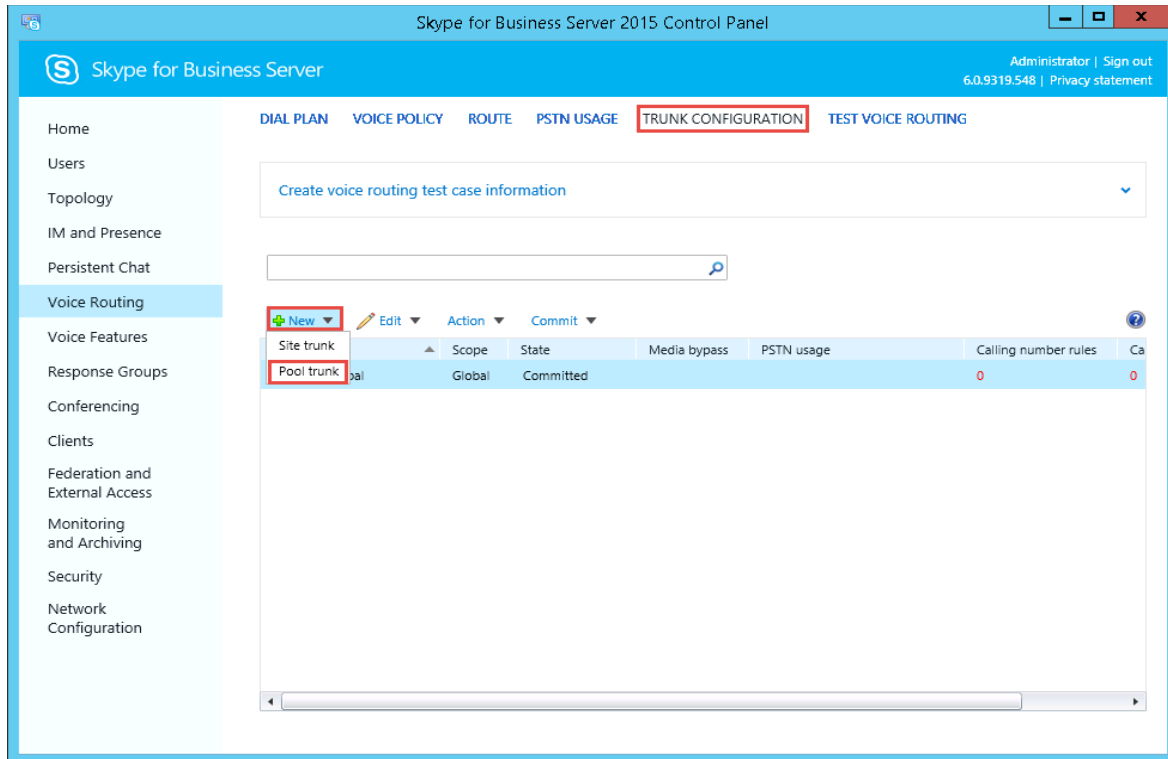 Skype for Business Server 2015 Control Panel
Skype for Business Server
Administrator | Sign out
6.0.9319.548 | Privacy statement
Home
Users
Topology
IM and Presence
Persistent Chat
Voice Routing
Voice Features
Response Groups
Conferencing
Clients
Federation and
External Access
Monitoring
and Archiving
Security
Network
Configuration
DIAL PLAN VOICE POLICY ROUTE PSTN USAGE TRUNK CONFIGURATION TEST VOICE ROUTING
Create voice routing test case information
New Edit Action Commit
Site trunk
Pool trunk
Scope State Media bypass PSTN usage Calling number rules Ca
bal Global Committed 0 0